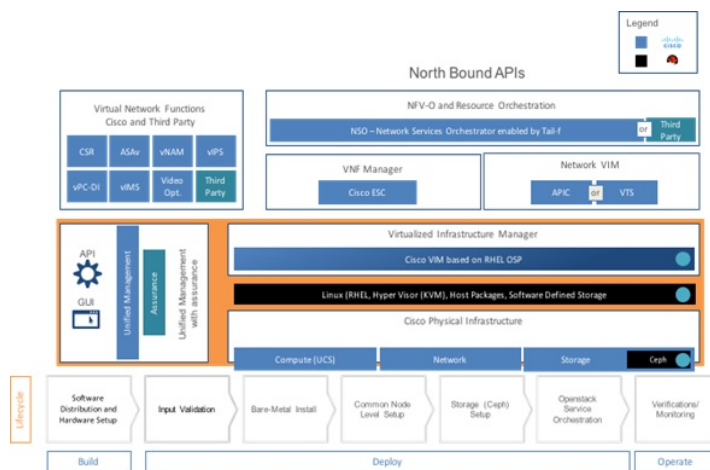 Legend
CISCO
North Bound APIs
Virtual Network Functions
Cisco and Third Party
CSR
ASAv
vNAM
vIPS
vPC-DI
vIMS
Video
Opt.
Third
Party
NFV-O and Resource Orchestration
NSO – Network Services Orchestrator enabled by Tail-f
or
Third
Party
VNF Manager
Cisco ESC
Network VIM
APIC
or
VTS
API
GUI
Unified Management
Assurance
Unified Management
with assurance
Virtualized Infrastructure Manager
Cisco VIM based on RHEL OSP
Linux (RHEL, Hyper Visor (KVM), Host Packages, Software Defined Storage
Cisco Physical Infrastructure
Compute (UCS)
Network
Storage
Ceph
Lifecycle
Software
Distribution and
Hardware Setup
Input Validation
Bare-Metal Install
Common Node
Level Setup
Storage (Ceph)
Setup
Openstack
Service
Orchestration
Verifications/
Monitoring
Build
Deploy
Operate